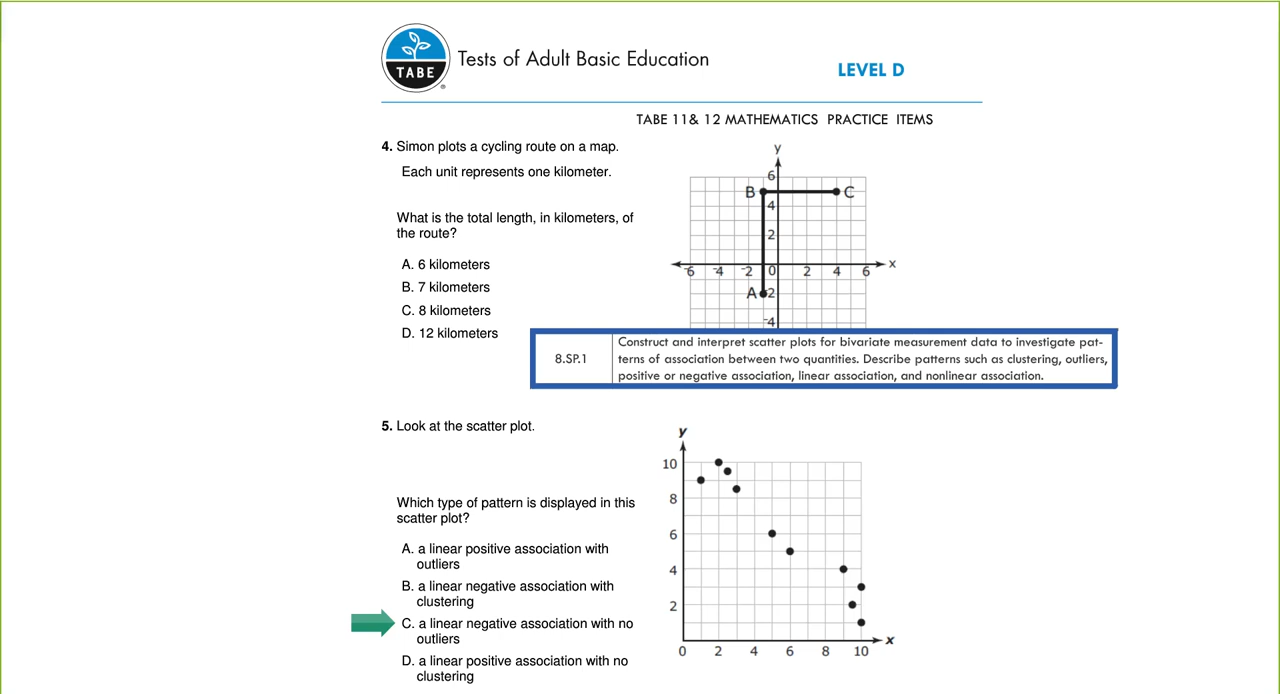 TABE
Tests of Adult Basic Education
LEVEL D
TABE 11& 12 MATHEMATICS PRACTICE ITEMS
4. Simon plots a cycling route on a map.
Each unit represents one kilometer.
What is the total length, in kilometers, of
the route?
A. 6 kilometers
B. 7 kilometers
C. 8 kilometers
D. 12 kilometers
y
6
B
C
4
2
-6 -4 -2 0 2 4 6 x
A -2
-4
8.SP.1
Construct and interpret scatter plots for bivariate measurement data to investigate pat-
terns of association between two quantities. Describe patterns such as clustering, outliers,
positive or negative association, linear association, and nonlinear association.
5. Look at the scatter plot.
Which type of pattern is displayed in this
scatter plot?
A. a linear positive association with
outliers
B. a linear negative association with
clustering
C. a linear negative association with no
outliers
D. a linear positive association with no
clustering
y
10
8
6
4
2
0 2 4 6 8 10 x